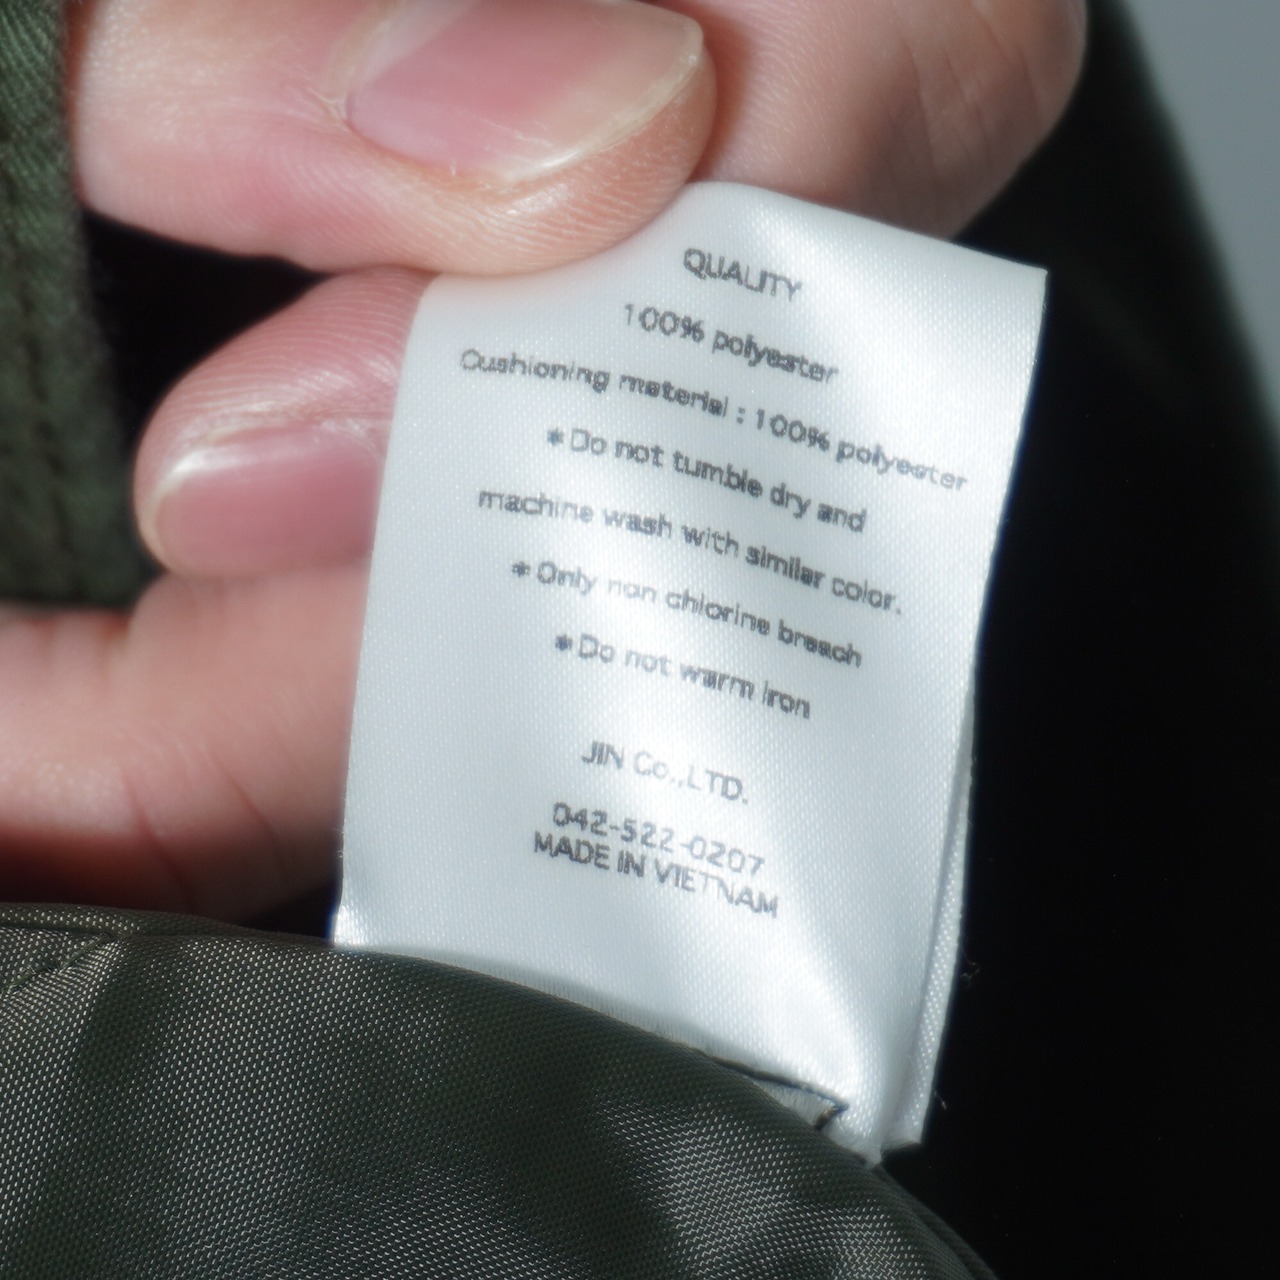 QUALITY
100% polyester
Cushioning material : 100% polyester
*Do not tumble dry and
machine wash with similar color.
*Only non chlorine breach
*Do not warm iron
JIN Co.,LTD.
042-522-0207
MADE IN VIETNAM